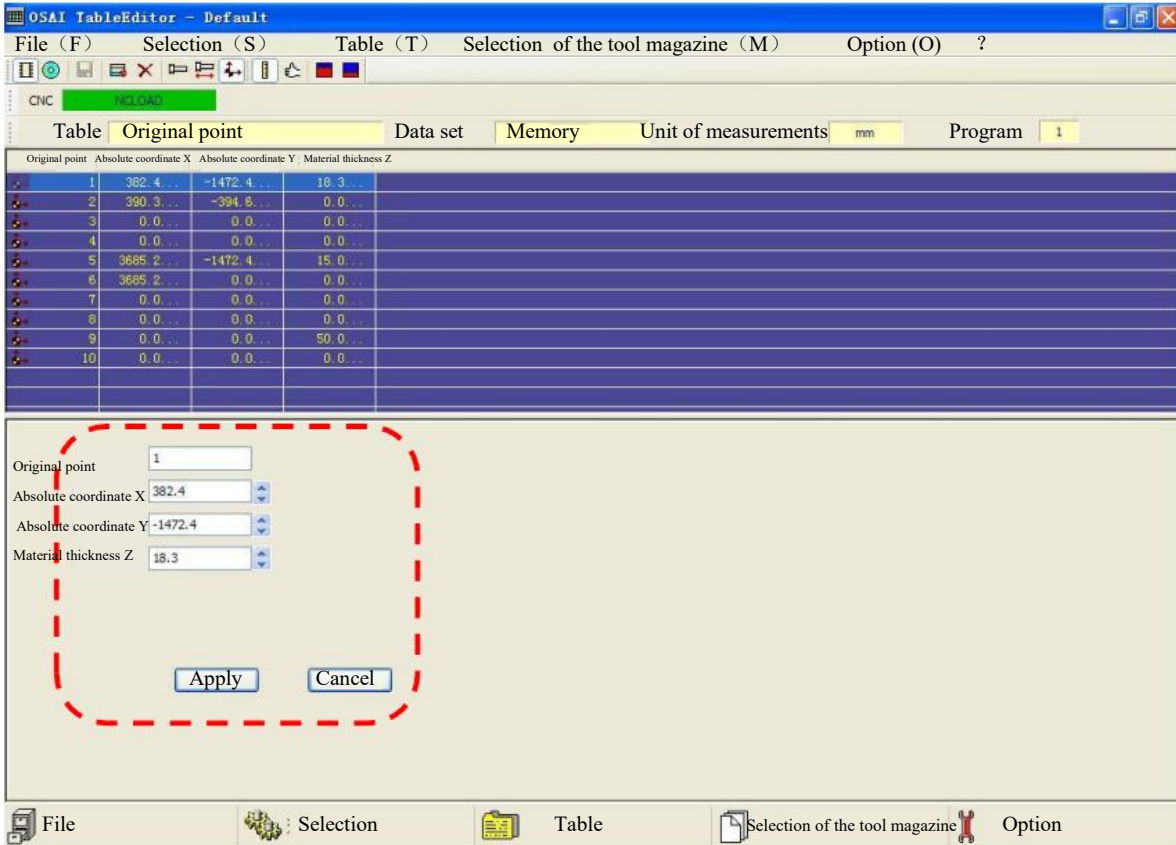 OSAI TableEditor - Default
File（F） Selection（S） Table（T） Selection of the tool magazine（M） Option (O) ?
CNC NCLOAD
Table Original point Data set Memory Unit of measurements mm Program 1
Original point Absolute coordinate X Absolute coordinate Y Material thickness Z
1 382.4... -1472.4... 18.3...
2 390.3... -394.6... 0.0...
3 0.0... 0.0... 0.0...
4 0.0... 0.0... 0.0...
5 3685.2... -1472.4... 15.0...
6 3685.2... 0.0... 0.0...
7 0.0... 0.0... 0.0...
8 0.0... 0.0... 0.0...
9 0.0... 0.0... 50.0...
10 0.0... 0.0... 0.0...
Original point 1
Absolute coordinate X 382.4
Absolute coordinate Y -1472.4
Material thickness Z 18.3
Apply Cancel
File Selection Table Selection of the tool magazine Option